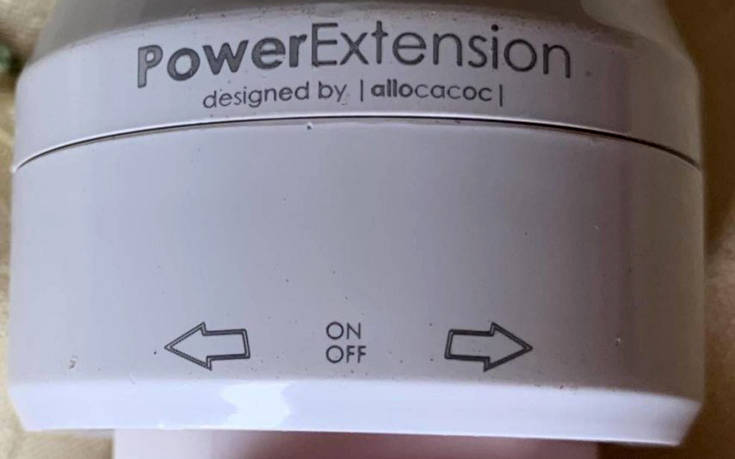 PowerExtension
designed by |allocacoc|
ON
OFF